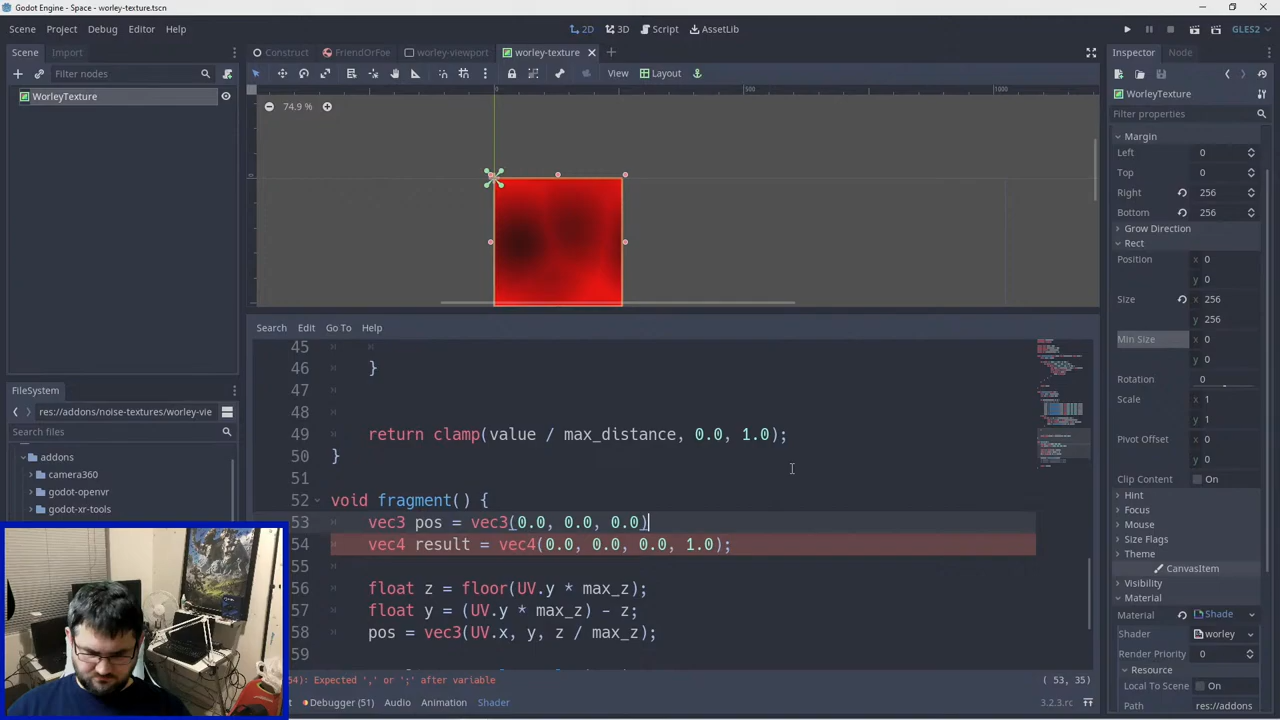 Godot Engine - Space - worley-texture.tscn
Scene Project Debug Editor Help
2D 3D Script AssetLib
GLES2
Scene Import
Construct FriendOrFoe worley-viewport worley-texture
Inspector Node
Filter nodes
View Layout
WorleyTexture
WorleyTexture
74.9 %
0 500 1000
0
Filter properties
Margin
Left 0
Top 0
Right 256
Bottom 256
Grow Direction
Rect
Position x 0
y 0
Size x 256
y 256
Min Size x 0
y 0
Rotation 0
Scale x 1
y 1
Pivot Offset x 0
y 0
Clip Content On
Hint
Focus
Mouse
Size Flags
Theme
CanvasItem
Visibility
Material
Material Shade
Shader worley
Render Priority 0
Resource
Local To Scene On
Path res://addons
FileSystem
res://addons/noise-textures/worley-vie
Search files
addons
camera360
godot-openvr
godot-xr-tools
Search Edit Go To Help
45
46 }
47
48
49 return clamp(value / max_distance, 0.0, 1.0);
50 }
51
52 void fragment() {
53 vec3 pos = vec3(0.0, 0.0, 0.0)
54 vec4 result = vec4(0.0, 0.0, 0.0, 1.0);
55
56 float z = floor(UV.y * max_z);
57 float y = (UV.y * max_z) - z;
58 pos = vec3(UV.x, y, z / max_z);
59
54): Expected ',' or ';' after variable
( 53, 35)
t Debugger (51) Audio Animation Shader
3.2.3.rc